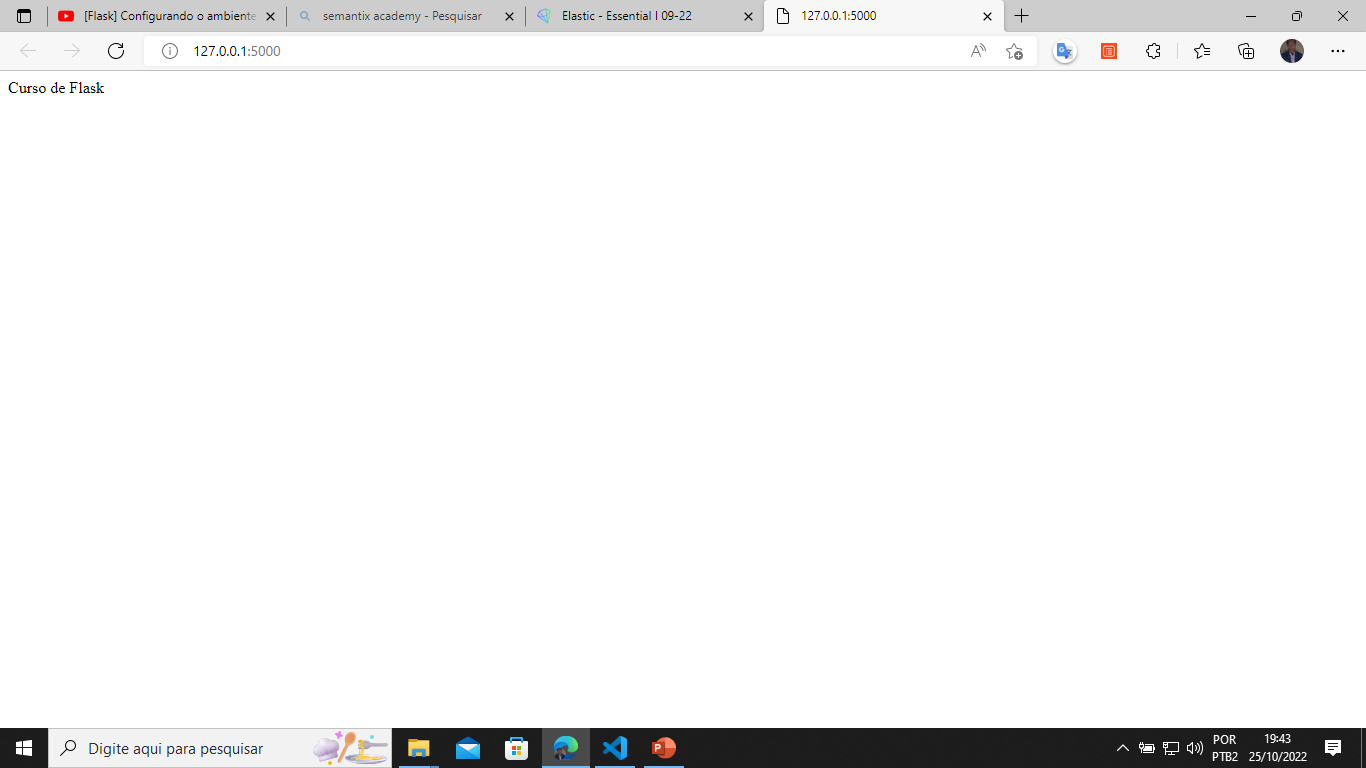 [Flask] Configurando o ambiente
semantix academy - Pesquisar
Elastic - Essential I 09-22
127.0.0.1:5000
127.0.0.1:5000
Curso de Flask
Digite aqui para pesquisar
POR
PTB2
19:43
25/10/2022